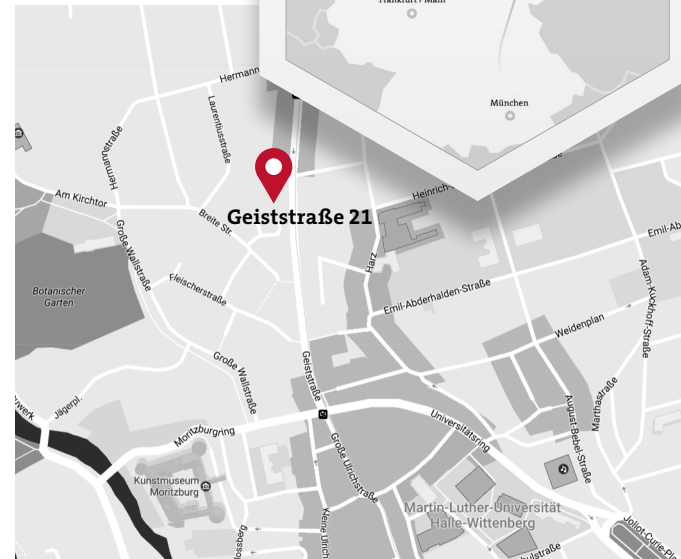 Frankfurt / Main
München
Hermann
Laurentiusstraße
Hermannstraße
Am Kirchtor
Breite Str.
Geiststraße 21
Heinrich-
Große Wallstraße
Fleischerstraße
Botanischer
Garten
Harz
Emil-Abderhalden-Straße
Emil-Ab
Adam-Kuckhoff-Straße
Weidenplan
Geiststraße
Große Wallstraße
Jägerpl.
Moritzburgring
Universitätsring
Marthastraße
August-Bebel-Straße
Große Ulrichstraße
Kunstmuseum
Moritzburg
Martin-Luther-Universität
Halle-Wittenberg
Kleine Ulrich
Joliot-Curie-Pl